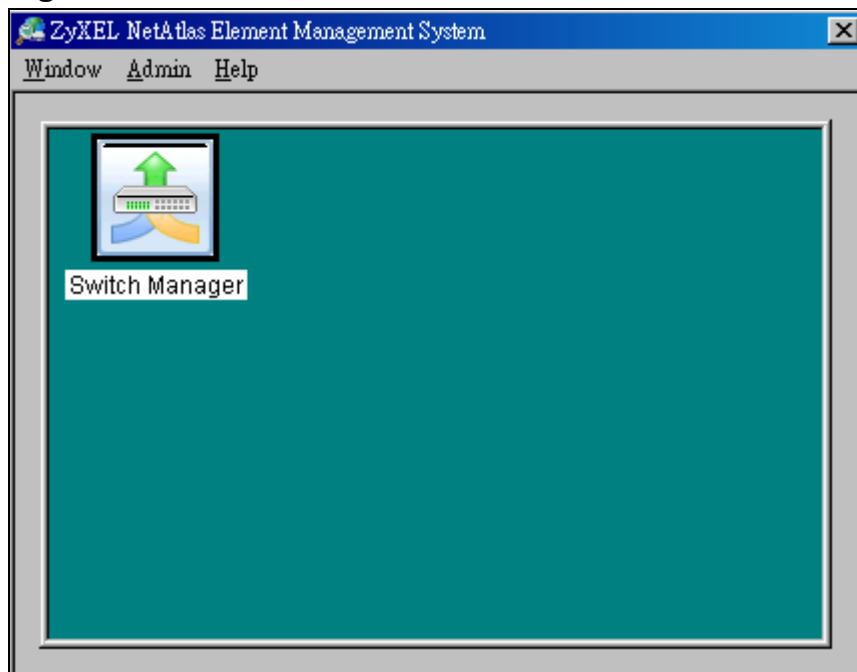 ZyXEL NetAtlas Element Management System
Window Admin Help
Switch Manager